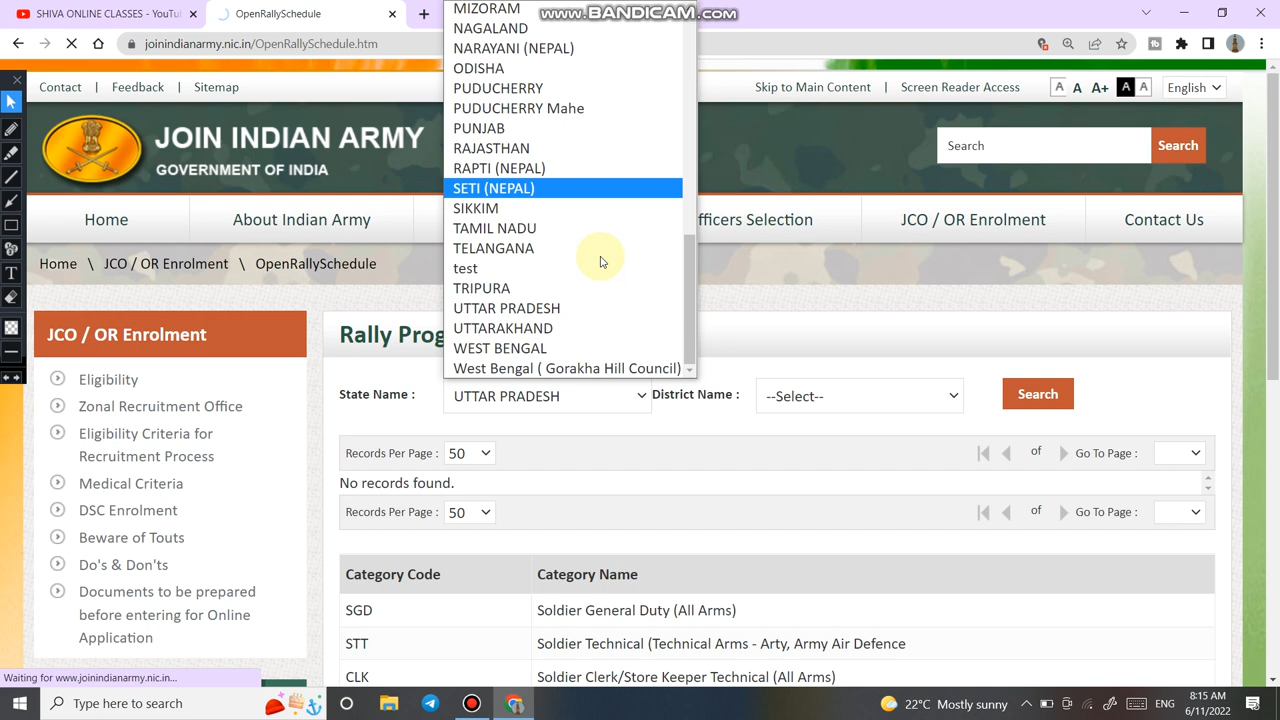 www.BANDICAM.com
SHIVA ONLINE CLASSES - YouTu
OpenRallySchedule
joinindianarmy.nic.in/OpenRallySchedule.htm
Contact | Feedback | Sitemap
Skip to Main Content | Screen Reader Access
A A A+ A A
English
JOIN INDIAN ARMY
GOVERNMENT OF INDIA
Search
Search
Home
About Indian Army
fficers Selection
JCO / OR Enrolment
Contact Us
Home \ JCO / OR Enrolment \ OpenRallySchedule
MIZORAM
NAGALAND
NARAYANI (NEPAL)
ODISHA
PUDUCHERRY
PUDUCHERRY Mahe
PUNJAB
RAJASTHAN
RAPTI (NEPAL)
SETI (NEPAL)
SIKKIM
TAMIL NADU
TELANGANA
test
TRIPURA
UTTAR PRADESH
UTTARAKHAND
WEST BENGAL
West Bengal ( Gorakha Hill Council)
JCO / OR Enrolment
Eligibility
Zonal Recruitment Office
Eligibility Criteria for
Recruitment Process
Medical Criteria
DSC Enrolment
Beware of Touts
Do's & Don'ts
Documents to be prepared
before entering for Online
Application
Rally Prog
State Name : UTTAR PRADESH District Name : --Select-- Search
Records Per Page : 50 of Go To Page :
No records found.
Records Per Page : 50 of Go To Page :
Category Code Category Name
SGD Soldier General Duty (All Arms)
STT Soldier Technical (Technical Arms - Arty, Army Air Defence
CLK Soldier Clerk/Store Keeper Technical (All Arms)
Waiting for www.joinindianarmy.nic.in...
Type here to search
22°C Mostly sunny
ENG
8:15 AM
6/11/2022